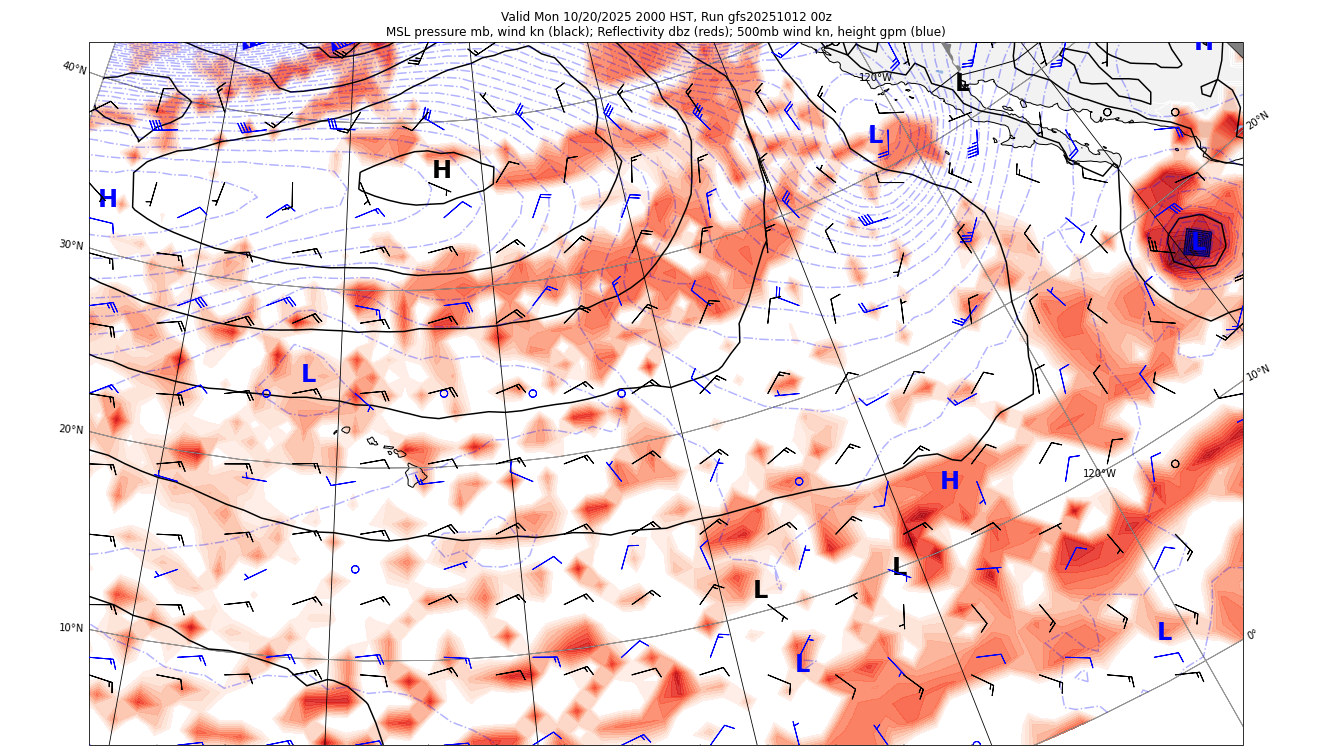 Valid Mon 10/20/2025 2000 HST, Run gfs20251012 00z
MSL pressure mb, wind kn (black); Reflectivity dbz (reds); 500mb wind kn, height gpm (blue)
H
40°N
120°W
L
20°N
L
H
H
30°N
L
L
10°N
20°N
120°W
H
L
L
10°N
L
0°
L